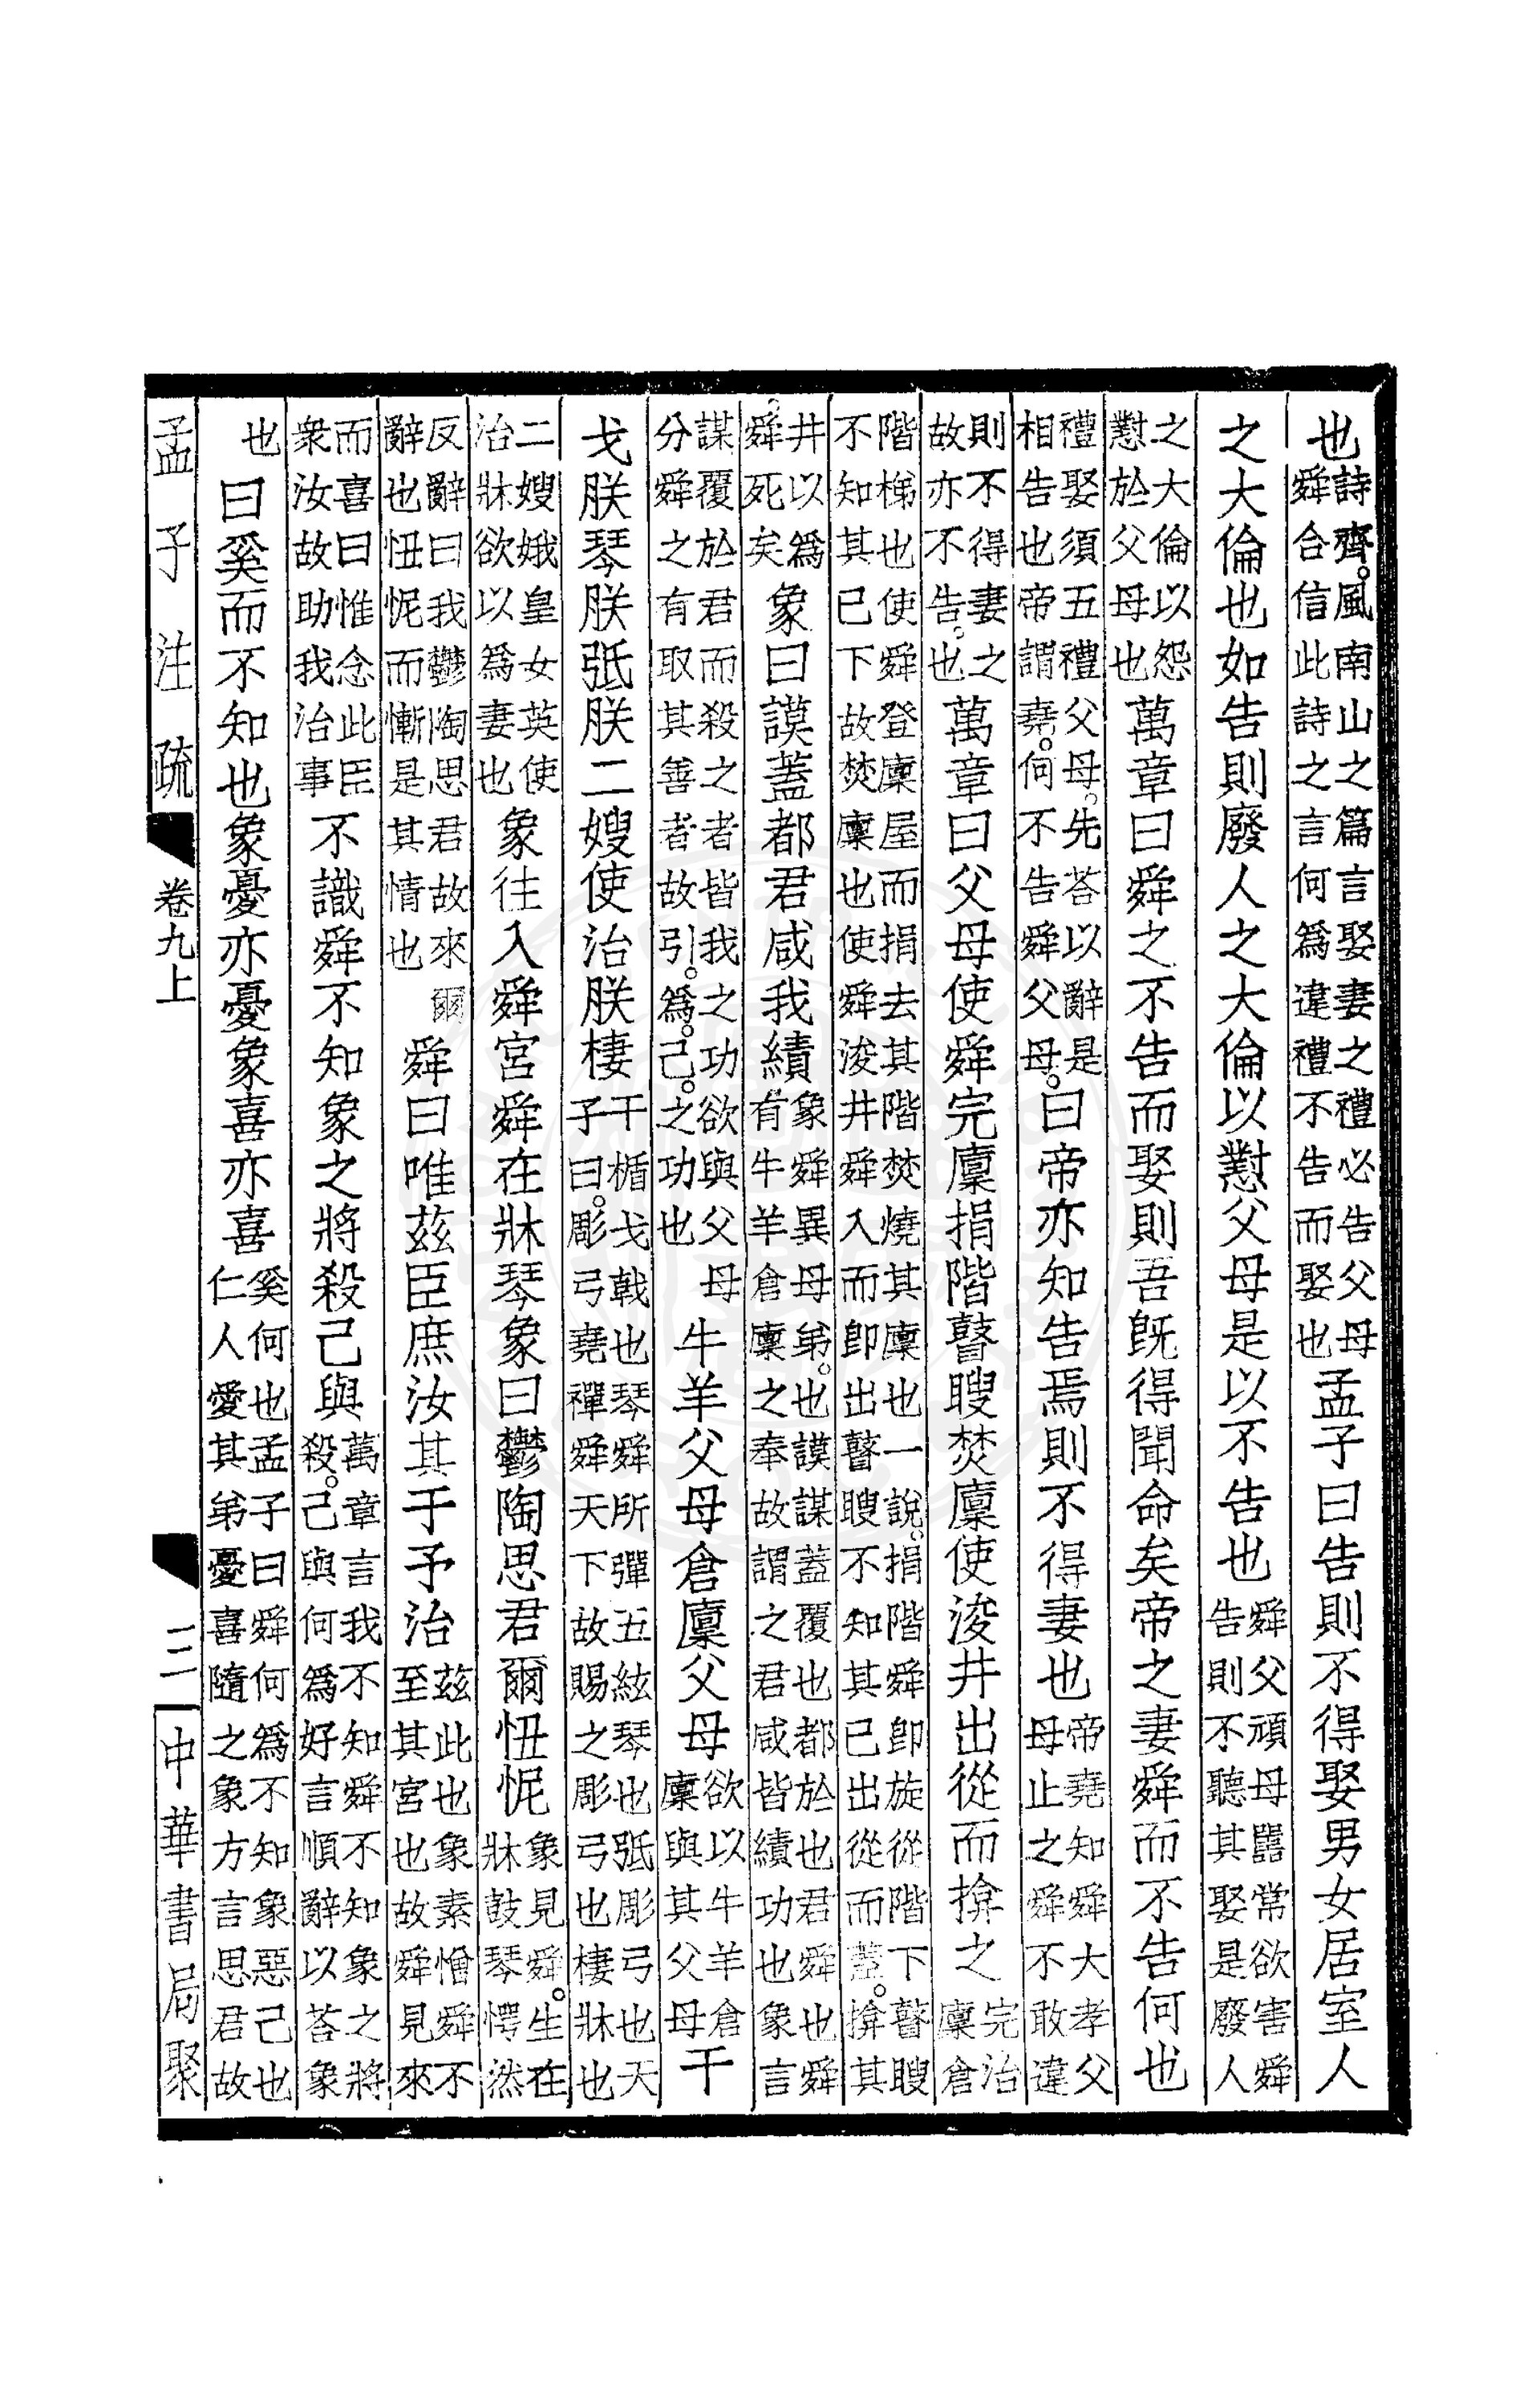 也詩齊。風南山之篇言娶妻之禮必告父母舜合信此詩之言何爲違禮不告而娶也孟子曰告則不得娶男女居室人
之大倫也如告則廢人之大倫以懟父母是以不告也舜父頑母嚚常欲害舜告則不聽其娶是廢人
之大倫以怨懟於父母也萬章曰舜之不告而娶則吾旣得聞命矣帝之妻舜而不告何也
禮娶須五禮父母。先荅以辭是相告也帝謂堯。何不告舜父母。曰帝亦知告焉則不得妻也帝堯知舜大孝父母止之舜不敢違
則不得妻之故亦不告。也萬章曰父母使舜完廩捐階瞽瞍焚廩使浚井出從而揜之完治廩倉
階梯也使舜登廩屋而捐去其階焚燒其廩也一說。捐階舜卽旋從階下瞽瞍不知其已下故焚廩也使舜浚井舜入而卽出瞽瞍不知其已出從而蓋。揜其
井以爲舜死矣象曰謨蓋都君咸我績象舜異母弟。也謨謀蓋覆也都於也君舜也舜有牛羊倉廩之奉故謂之君咸皆績功也象言
謀覆於君而殺之者皆我之功欲與父母分舜之有取其善者故引。爲。己。之功也牛羊父母倉廩父母欲以牛羊倉廩與其父母干
戈朕琴朕弤朕二嫂使治朕棲干楯戈戟也琴舜所彈五絃琴也弤彫弓也天子曰。彫弓堯禪舜天下故賜之彫弓也棲牀也
二嫂娥皇女英使治牀欲以爲妻也象往入舜宮舜在牀琴象曰鬱陶思君爾忸怩象見舜。生在牀鼓琴愕然
反辭曰我鬱陶思君故來爾辭也忸怩而慚是其情也舜曰唯茲臣庶汝其于予治茲此也象素憎舜不至其宮也故舜見來
而喜曰惟念此臣衆汝故助我治事不識舜不知象之將殺己與萬章言我不知舜不知象之將殺。己與何爲好言順辭以荅象
也曰奚而不知也象憂亦憂象喜亦喜奚何也孟子曰舜何爲不知象惡己也仁人愛其弟憂喜隨之象方言思君故
孟子注疏 卷九上 二 中華書局聚